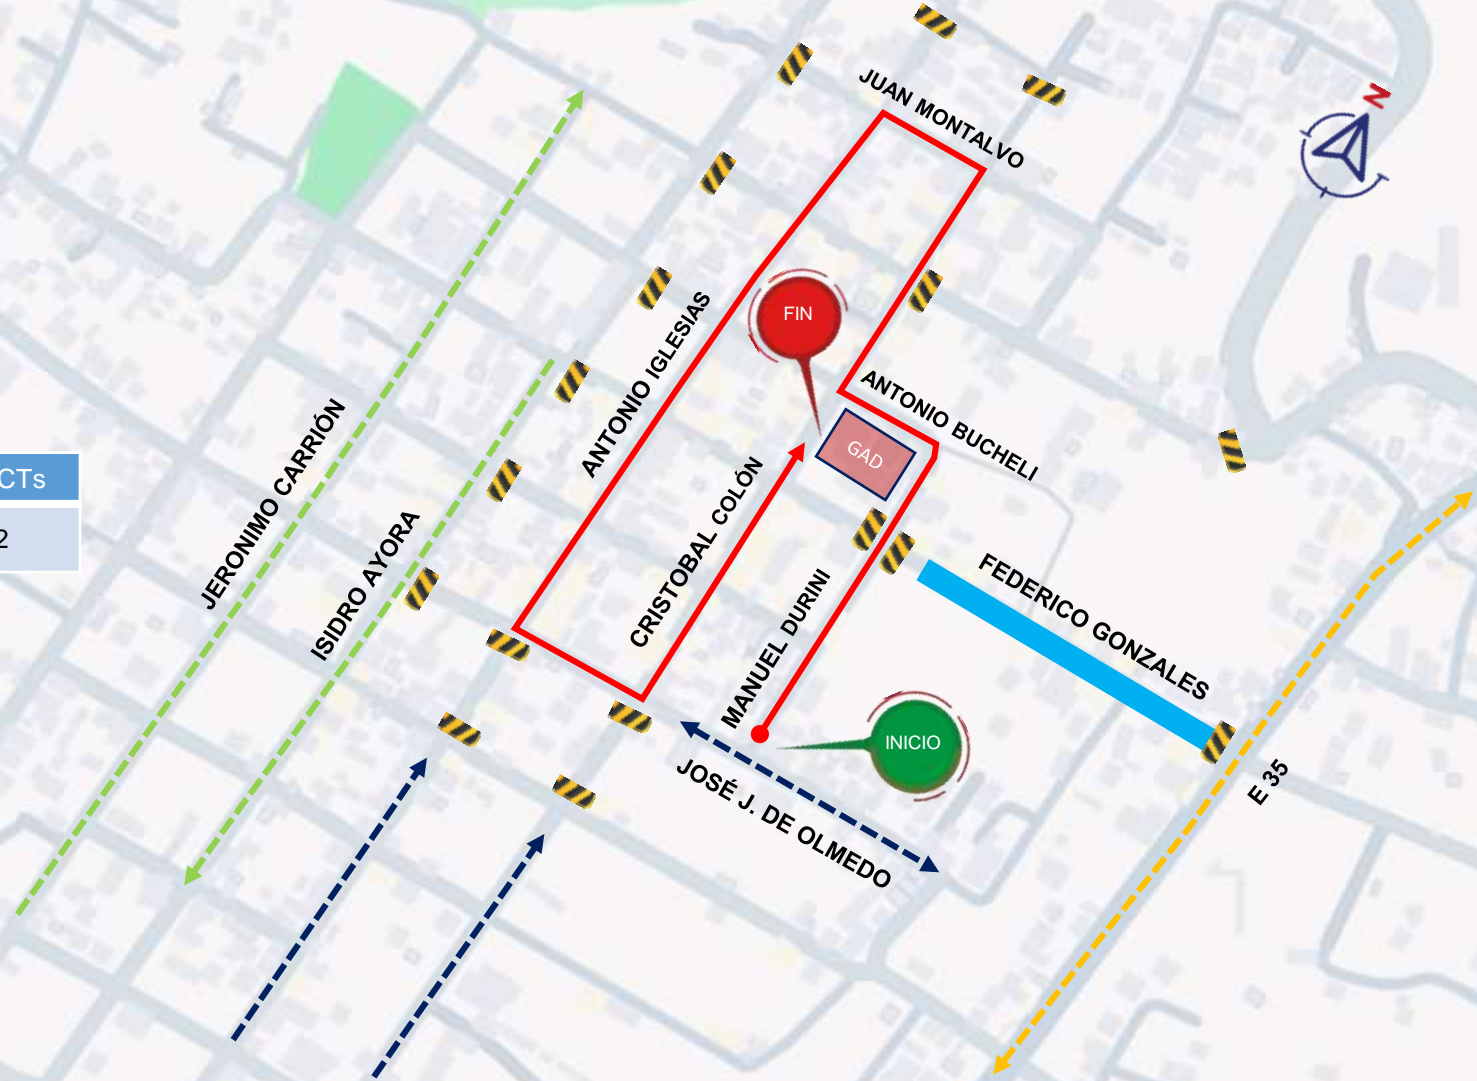 N
JUAN MONTALVO
FIN
ANTONIO IGLESIAS
ANTONIO BUCHELI
GAD
JERONIMO CARRIÓN
CRISTOBAL COLÓN
CTs
2
ISIDRO AYORA
FEDERICO GONZALES
MANUEL DURINI
INICIO
JOSÉ J. DE OLMEDO
E 35